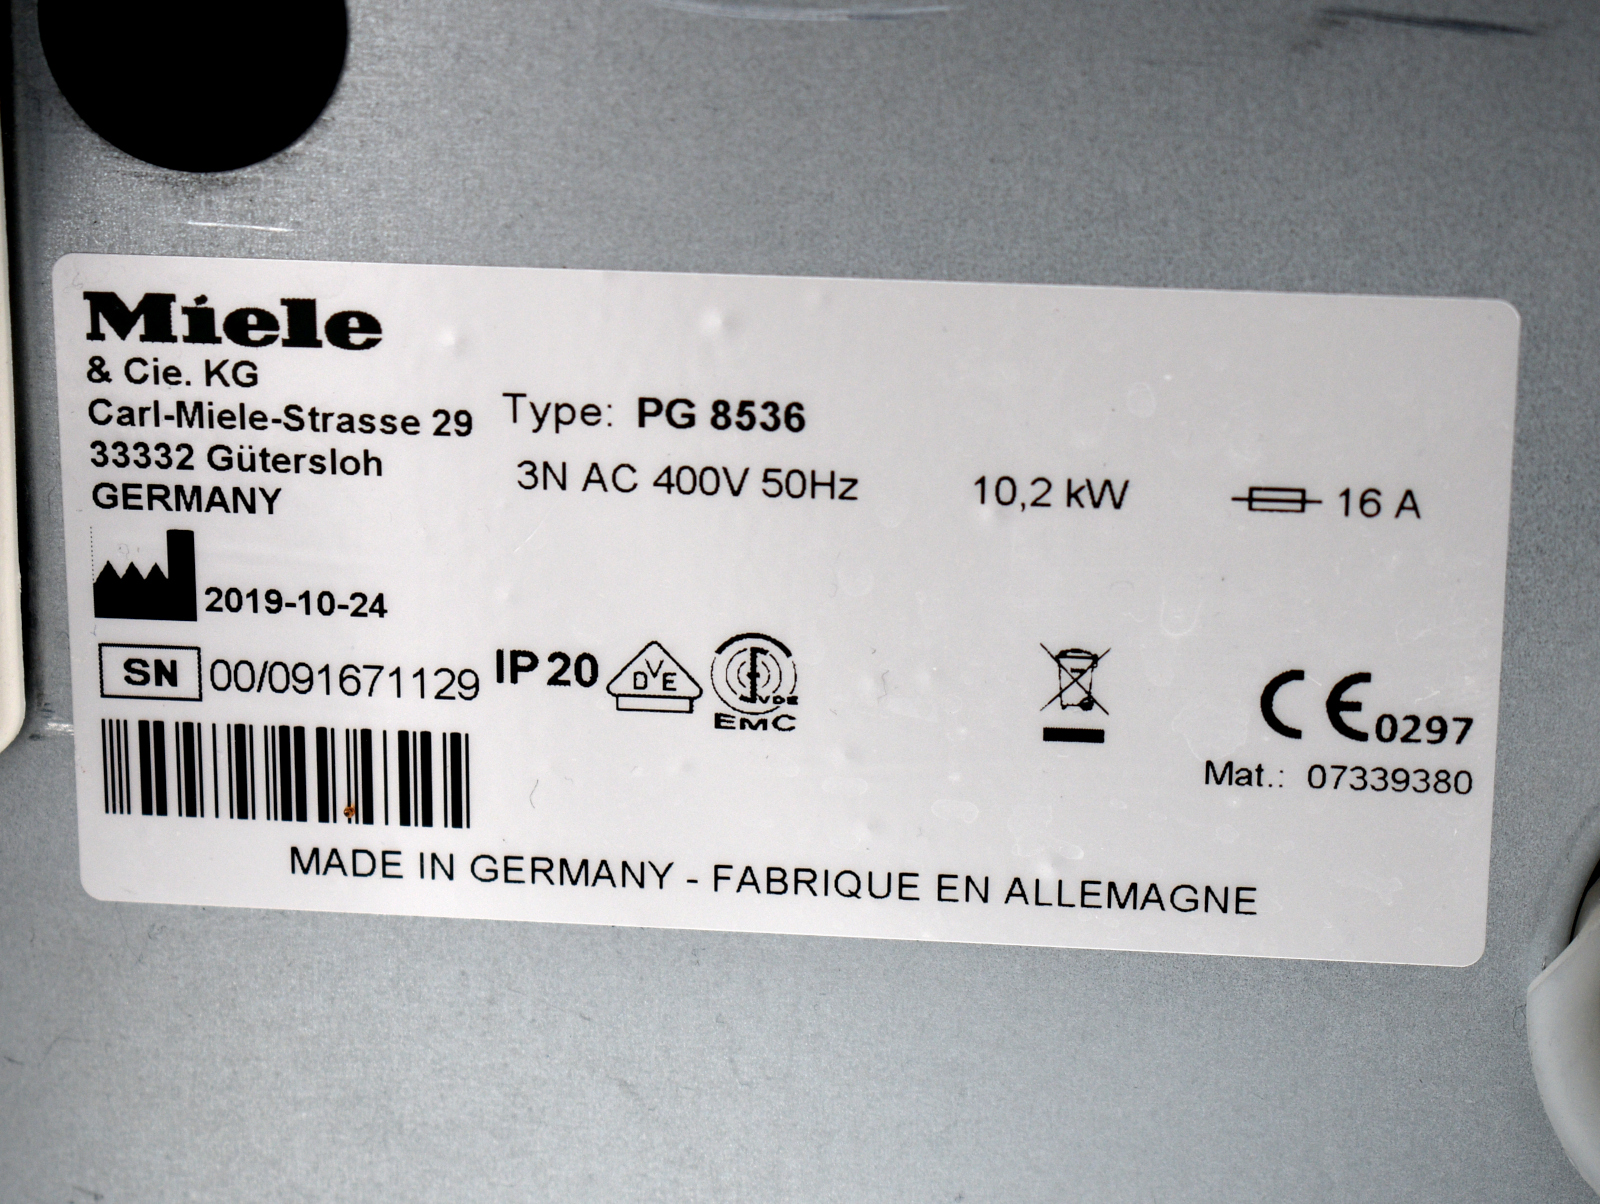 Miele
& Cie. KG
Carl-Miele-Strasse 29
33332 Gütersloh
GERMANY
Type: PG 8536
3N AC 400V 50Hz 10,2 kW 16 A
2019-10-24
SN 00/091671129 IP 20 DVE VDE EMC CE 0297
Mat.: 07339380
MADE IN GERMANY - FABRIQUE EN ALLEMAGNE